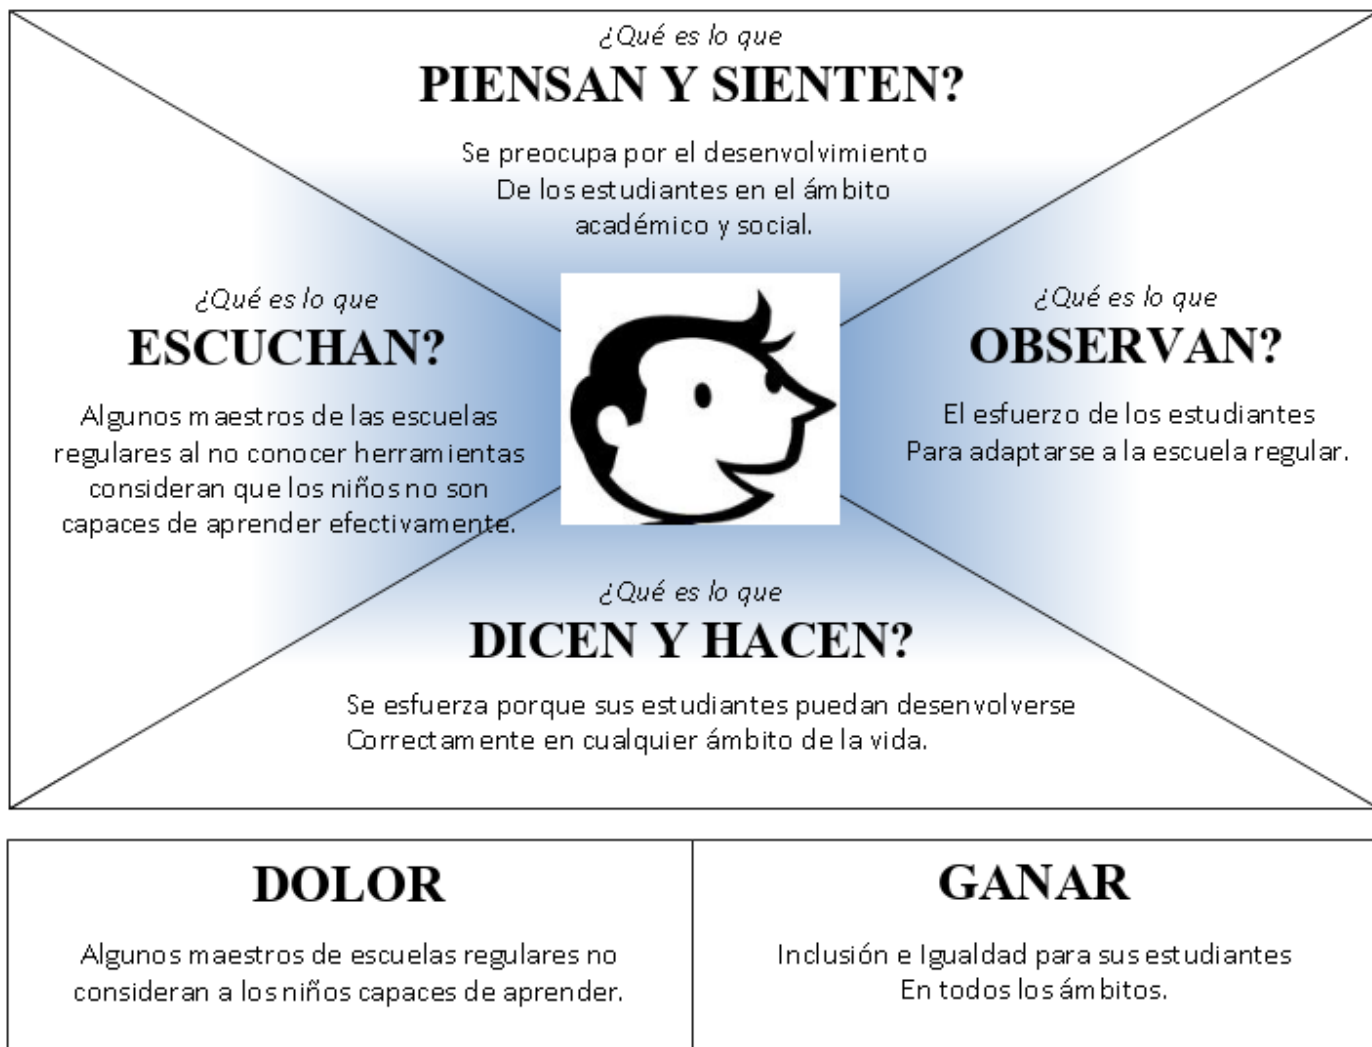 ¿Qué es lo que
PIENSAN Y SIENTEN?
Se preocupa por el desenvolvimiento
De los estudiantes en el ámbito
académico y social.
¿Qué es lo que
ESCUCHAN?
Algunos maestros de las escuelas
regulares al no conocer herramientas
consideran que los niños no son
capaces de aprender efectivamente.
¿Qué es lo que
OBSERVAN?
El esfuerzo de los estudiantes
Para adaptarse a la escuela regular.
¿Qué es lo que
DICEN Y HACEN?
Se esfuerza porque sus estudiantes puedan desenvolverse
Correctamente en cualquier ámbito de la vida.
DOLOR
Algunos maestros de escuelas regulares no
consideran a los niños capaces de aprender.
GANAR
Inclusión e Igualdad para sus estudiantes
En todos los ámbitos.